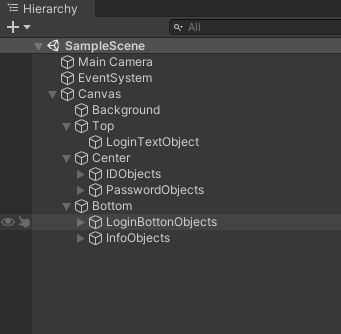 Hierarchy
All
SampleScene
Main Camera
EventSystem
Canvas
Background
Top
LoginTextObject
Center
IDObjects
PasswordObjects
Bottom
LoginBottonObjects
InfoObjects